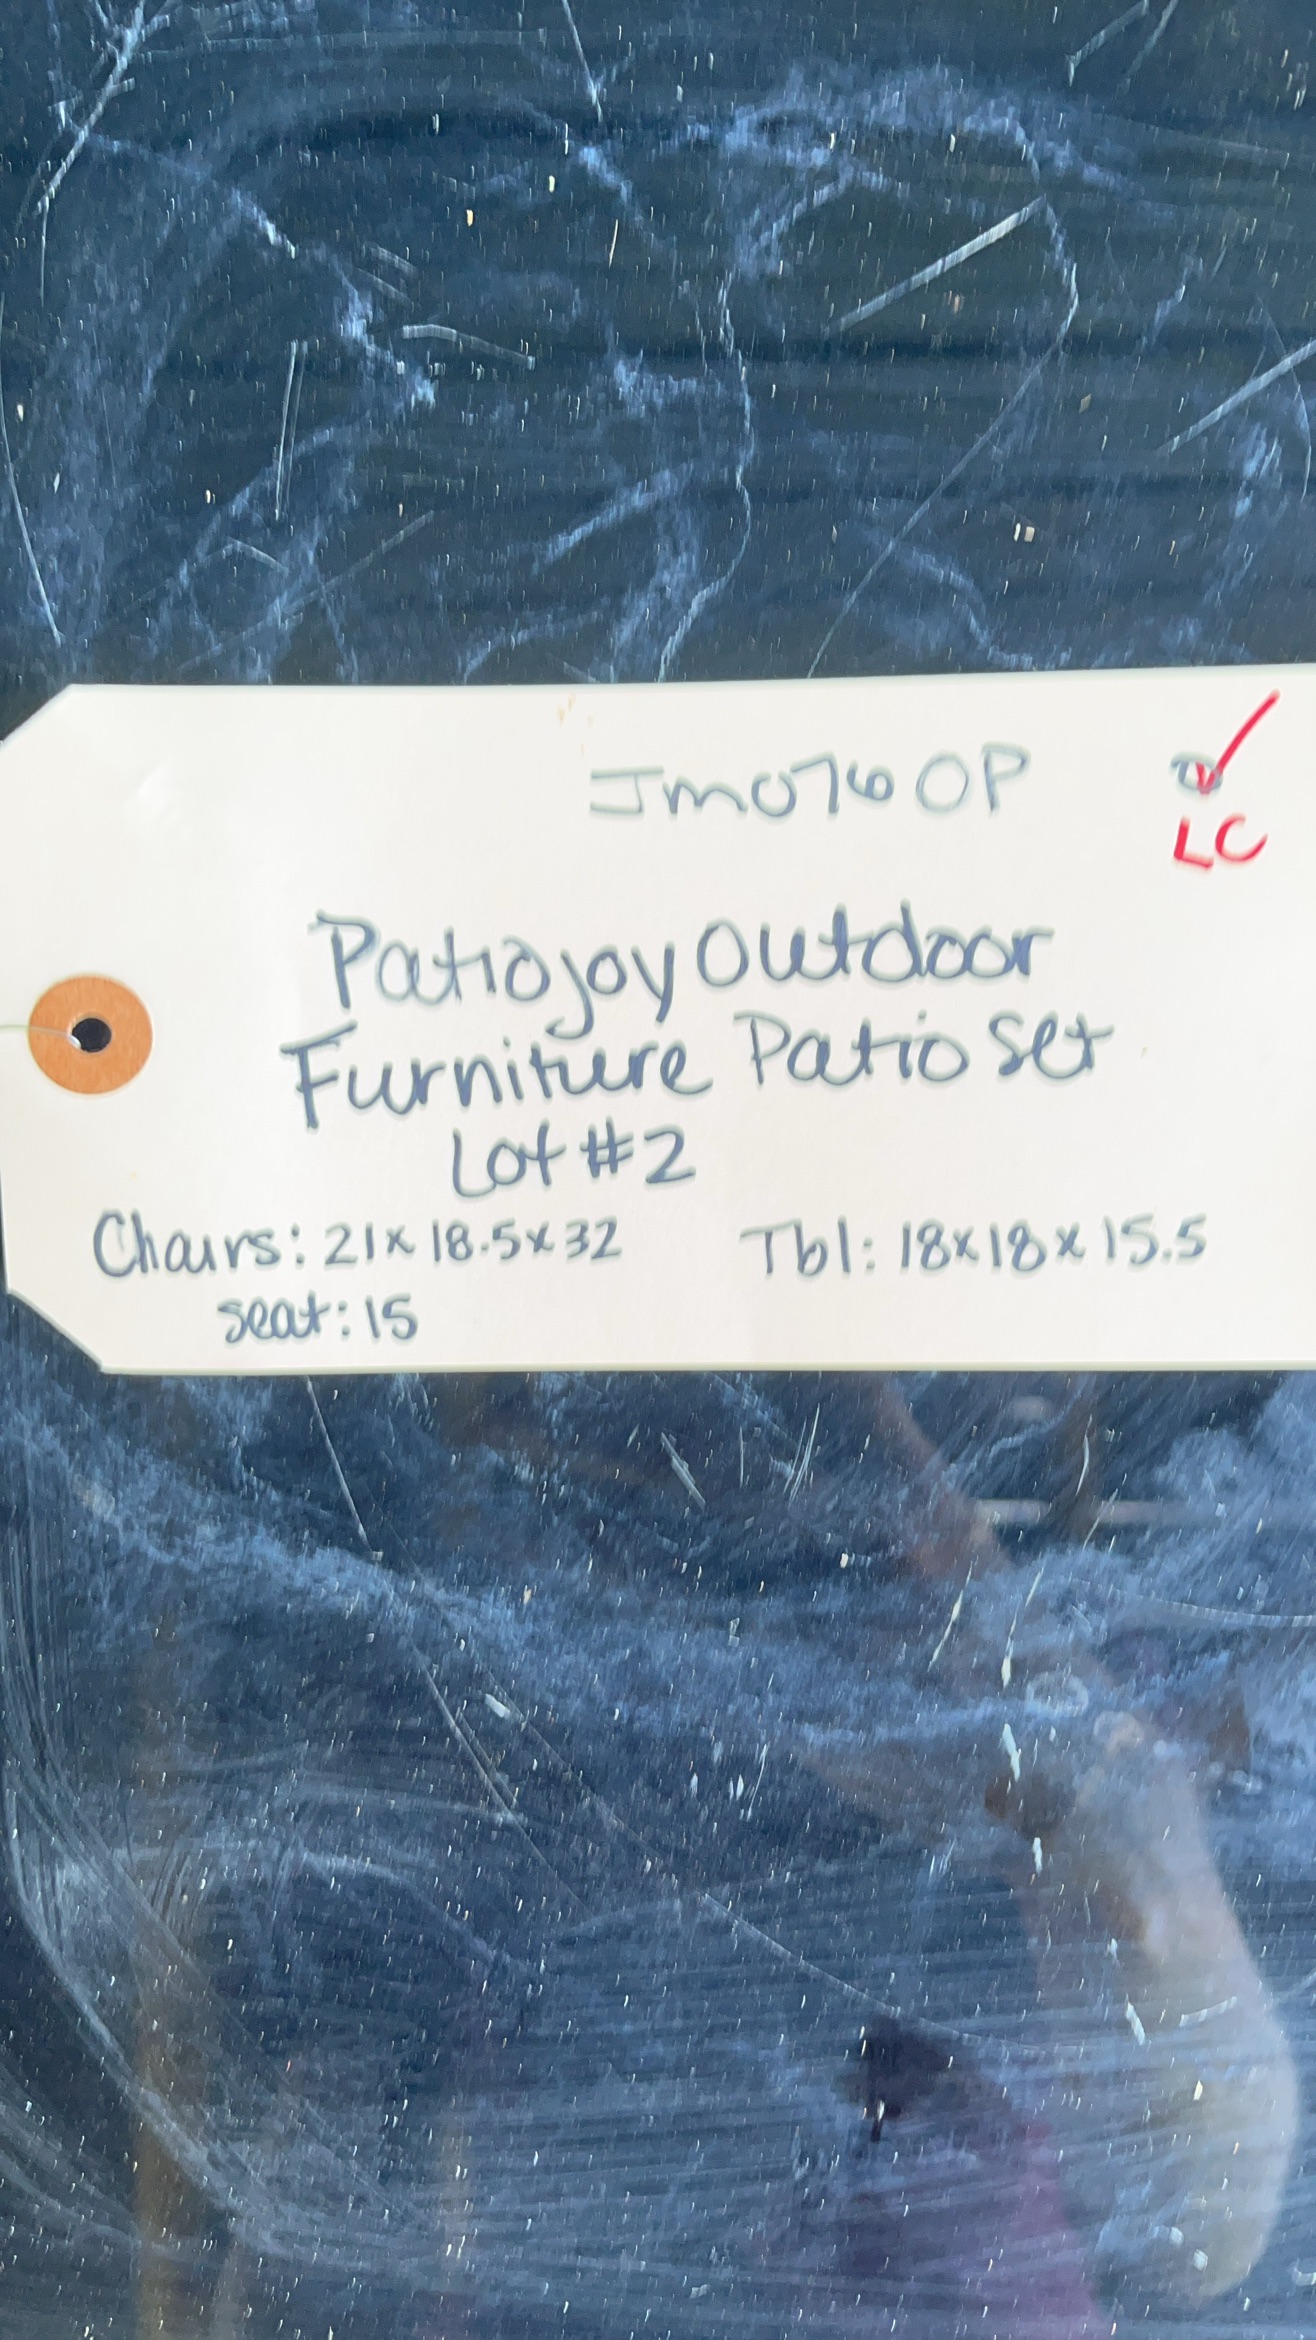 JM0760P
LC
Patiojoy Outdoor
Furniture Patio Set
Lot #2
Chairs: 21x18.5x32 Tbl: 18x18x15.5
seat: 15